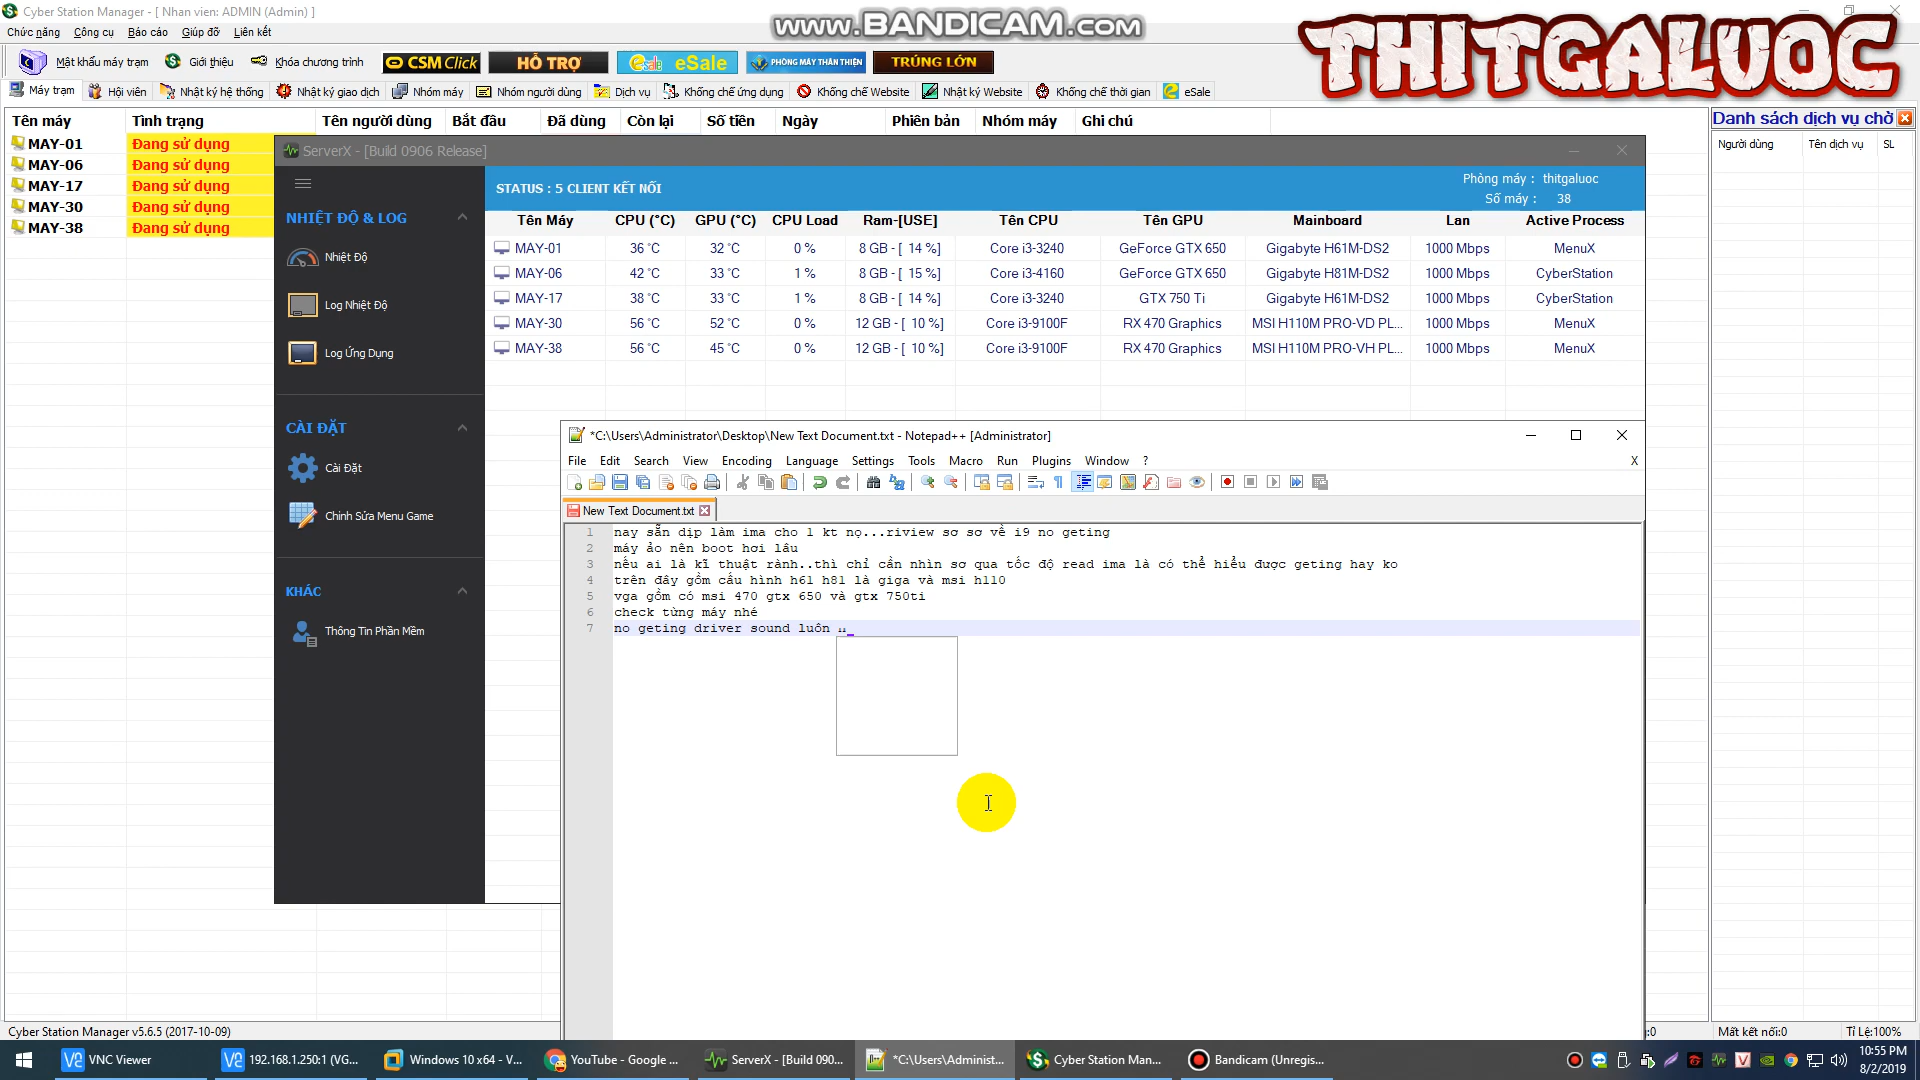 Cyber Station Manager - [ Nhan vien: ADMIN (Admin) ]
www.BANDICAM.com
THITGALUOC
Chức năng Công cụ Báo cáo Giúp đỡ Liên kết
Mật khẩu máy trạm Giới thiệu Khóa chương trình CSM Click HỖ TRỢ eSale eSale PHÒNG MÁY THÂN THIỆN TRÚNG LỚN
Máy trạm Hội viên Nhật ký hệ thống Nhật ký giao dịch Nhóm máy Nhóm người dùng Dịch vụ Khống chế ứng dụng Khống chế Website Nhật ký Website Khống chế thời gian eSale
Tên máy Tình trạng Tên người dùng Bắt đầu Đã dùng Còn lại Số tiền Ngày Phiên bản Nhóm máy Ghi chú
MAY-01 Đang sử dụng
MAY-06 Đang sử dụng
MAY-17 Đang sử dụng
MAY-30 Đang sử dụng
MAY-38 Đang sử dụng
Danh sách dịch vụ chờ
Người dùng Tên dịch vụ SL
ServerX - [Build 0906 Release]
NHIỆT ĐỘ & LOG
Nhiệt Độ
Log Nhiệt Độ
Log Ứng Dụng
CÀI ĐẶT
Cài Đặt
Chỉnh Sửa Menu Game
KHÁC
Thông Tin Phần Mềm
STATUS : 5 CLIENT KẾT NỐI
Phòng máy : thitgaluoc
Số máy : 38
Tên Máy CPU (°C) GPU (°C) CPU Load Ram-[USE] Tên CPU Tên GPU Mainboard Lan Active Process
MAY-01 36 °C 32 °C 0 % 8 GB - [ 14 %] Core i3-3240 GeForce GTX 650 Gigabyte H61M-DS2 1000 Mbps MenuX
MAY-06 42 °C 33 °C 1 % 8 GB - [ 15 %] Core i3-4160 GeForce GTX 650 Gigabyte H81M-DS2 1000 Mbps CyberStation
MAY-17 38 °C 33 °C 1 % 8 GB - [ 14 %] Core i3-3240 GTX 750 Ti Gigabyte H61M-DS2 1000 Mbps CyberStation
MAY-30 56 °C 52 °C 0 % 12 GB - [ 10 %] Core i3-9100F RX 470 Graphics MSI H110M PRO-VD PL... 1000 Mbps MenuX
MAY-38 56 °C 45 °C 0 % 12 GB - [ 10 %] Core i3-9100F RX 470 Graphics MSI H110M PRO-VH PL... 1000 Mbps MenuX
*C:\Users\Administrator\Desktop\New Text Document.txt - Notepad++ [Administrator]
File Edit Search View Encoding Language Settings Tools Macro Run Plugins Window ? X
New Text Document.txt
1 nay sẵn dịp làm ima cho 1 kt nọ...riview sơ sơ về i9 no geting
2 máy ảo nên boot hơi lâu
3 nếu ai là kĩ thuật rành..thì chỉ cần nhìn sơ qua tốc độ read ima là có thể hiểu được geting hay ko
4 trên đây gồm cấu hình h61 h81 là giga và msi h110
5 vga gồm có msi 470 gtx 650 và gtx 750ti
6 check từng máy nhé
7 no geting driver sound luôn
Cyber Station Manager v5.6.5 (2017-10-09)
:0 Mất kết nối:0 Tỉ Lệ:100%
VNC Viewer 192.168.1.250:1 (VG... Windows 10 x64 - V... YouTube - Google ... ServerX - [Build 090... *C:\Users\Administ... Cyber Station Man... Bandicam (Unregis...
10:55 PM
8/2/2019